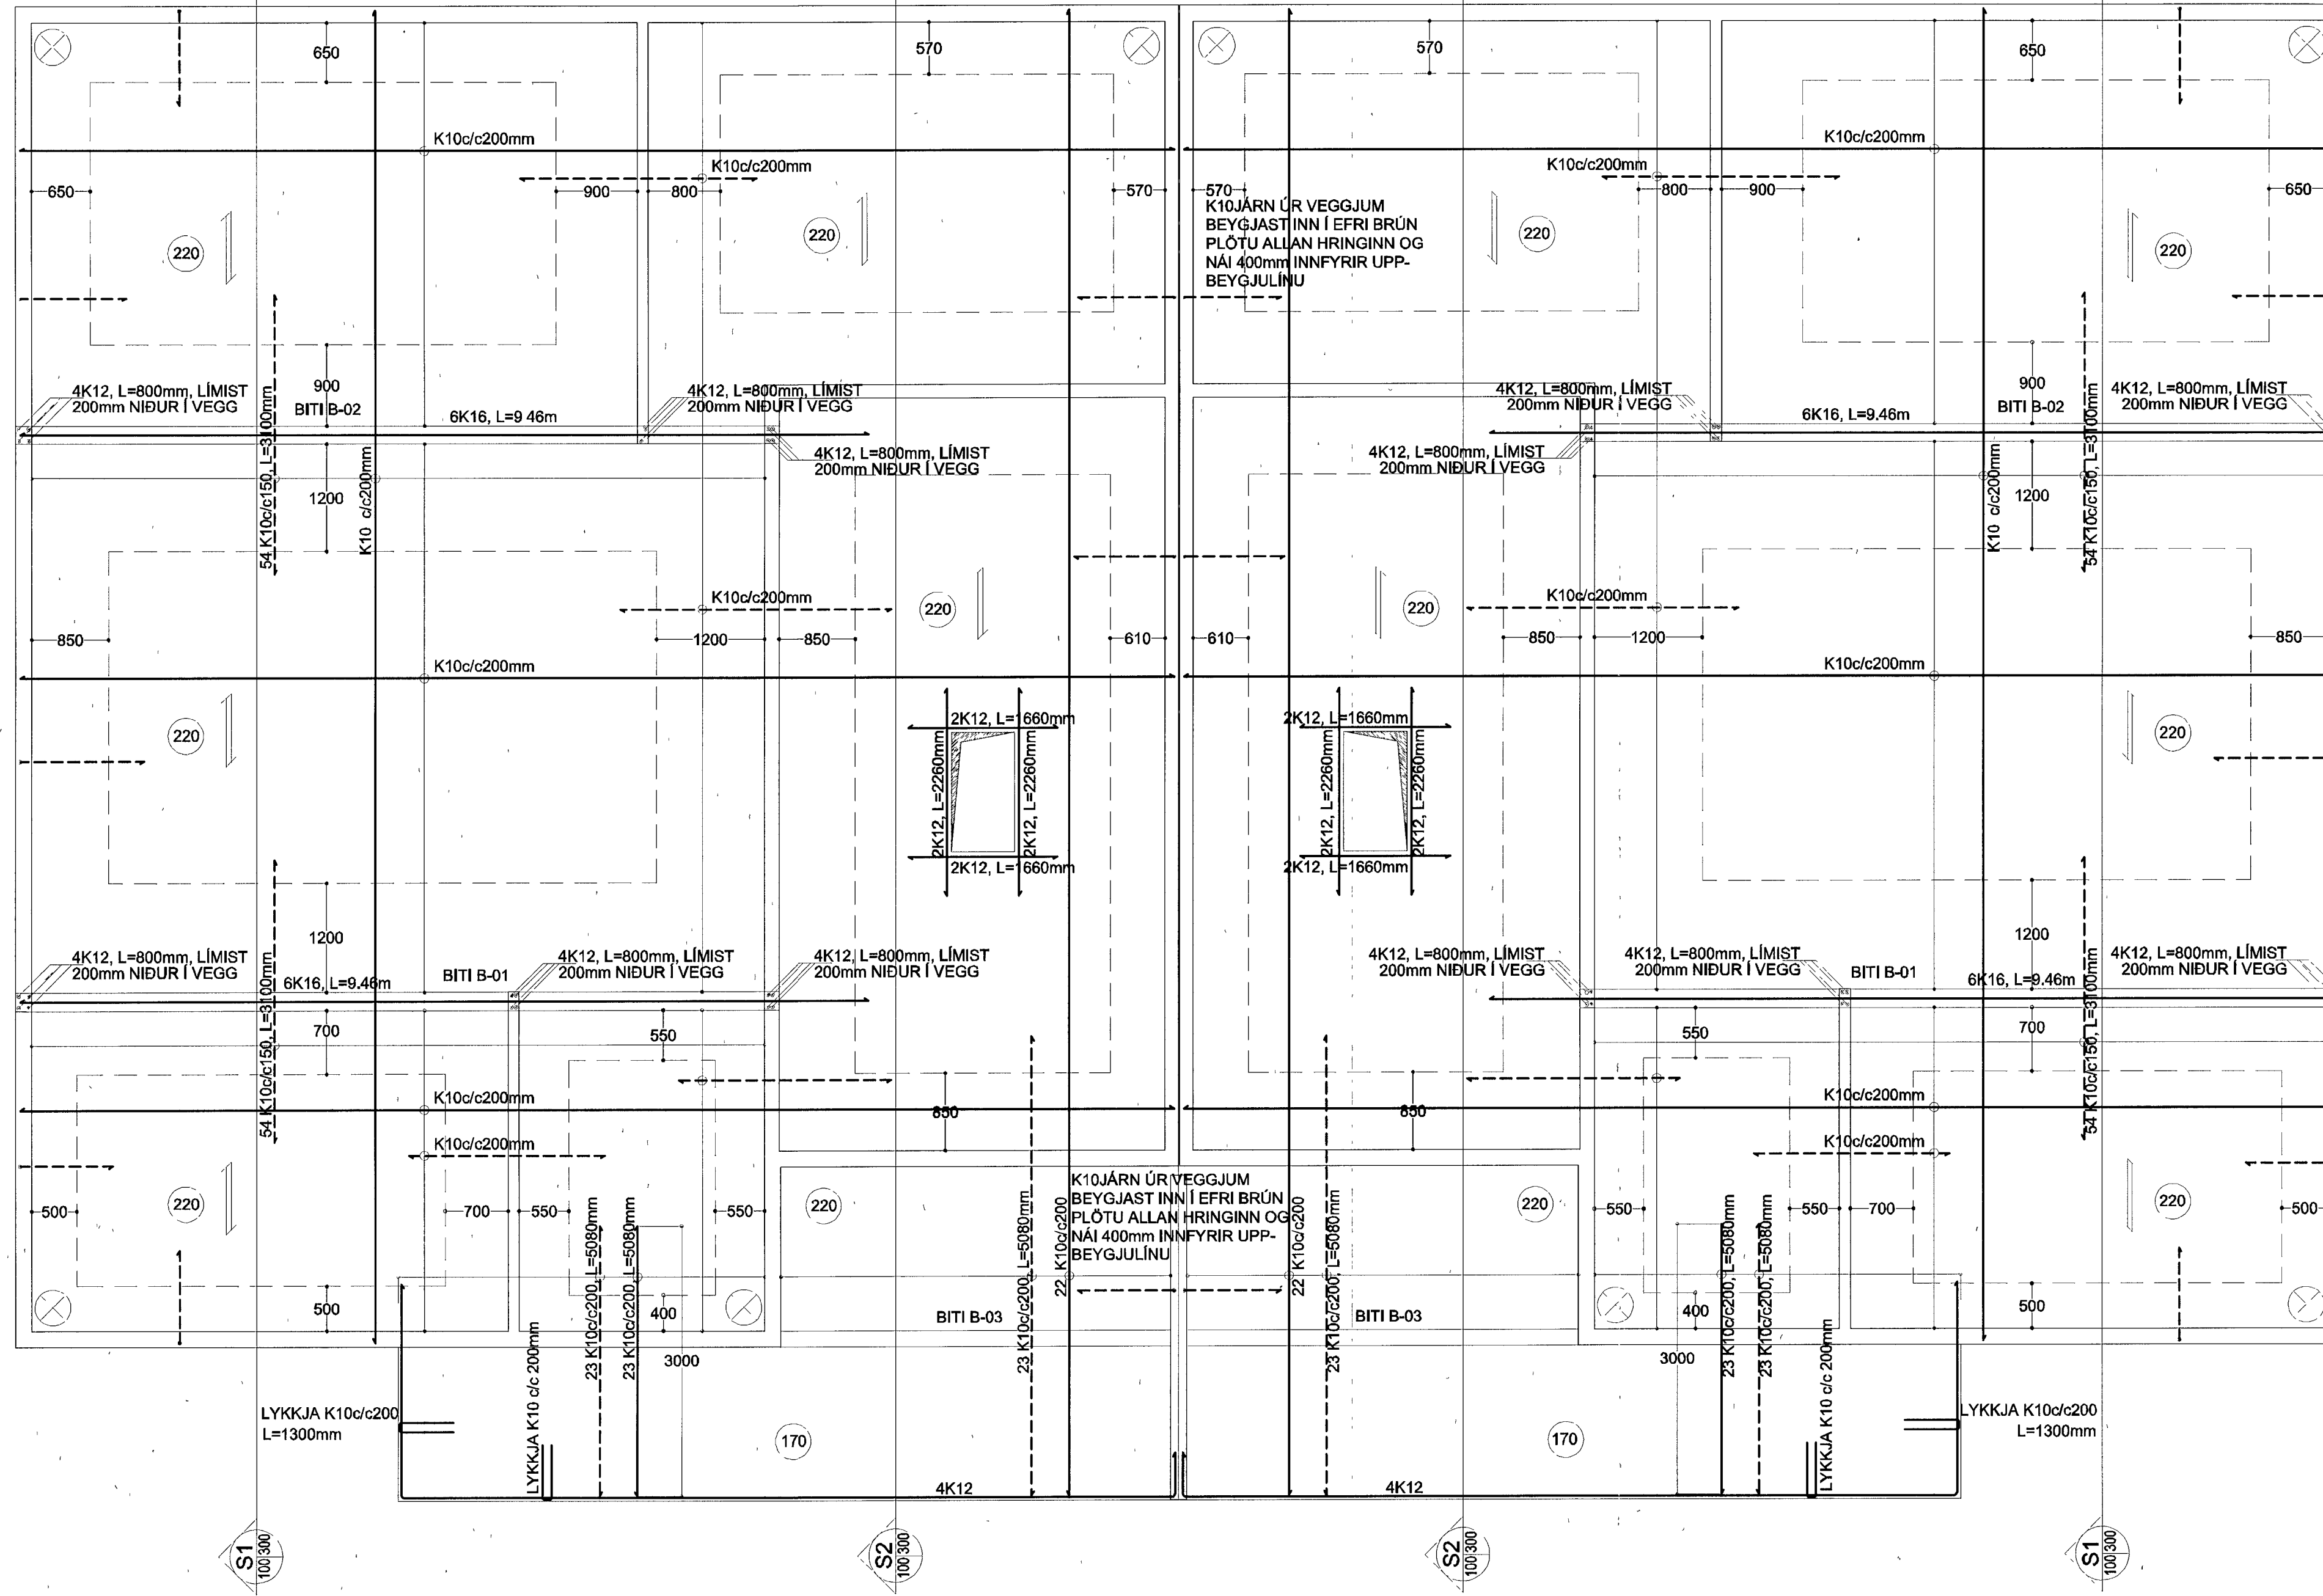 650
570
570
650
K10c/c200mm
K10c/c200mm
K10c/c200mm
K10c/c200mm
650
900
800
570
570
800
900
650
K10JÁRN ÚR VEGGJUM
BEYGJAST INN Í EFRI BRÚN
PLÖTU ALLAN HRINGINN OG
NÁI 400mm INNFYRIR UPP-
BEYGJULÍNU
220
220
220
220
900
900
4K12, L=800mm, LÍMIST
200mm NIÐUR Í VEGG
BITI B-02
6K16, L=9.46m
4K12, L=800mm, LÍMIST
200mm NIÐUR Í VEGG
4K12, L=800mm, LÍMIST
200mm NIÐUR Í VEGG
6K16, L=9.46m
BITI B-02
4K12, L=800mm, LÍMIST
200mm NIÐUR Í VEGG
4K12, L=800mm, LÍMIST
200mm NIÐUR Í VEGG
4K12, L=800mm, LÍMIST
200mm NIÐUR Í VEGG
54 K10c/c150, L=3100mm
K10 c/c200mm
K10 c/c200mm
54 K10c/c150, L=3100mm
1200
1200
K10c/c200mm
K10c/c200mm
220
220
850
1200
850
610
610
850
1200
850
K10c/c200mm
K10c/c200mm
220
220
2K12, L=1660mm
2K12, L=2260mm
2K12, L=2260mm
2K12, L=1660mm
2K12, L=1660mm
2K12, L=2260mm
2K12, L=2260mm
2K12, L=1660mm
1200
1200
4K12, L=800mm, LÍMIST
200mm NIÐUR Í VEGG
6K16, L=9.46m
BITI B-01
4K12, L=800mm, LÍMIST
200mm NIÐUR Í VEGG
4K12, L=800mm, LÍMIST
200mm NIÐUR Í VEGG
4K12, L=800mm, LÍMIST
200mm NIÐUR Í VEGG
4K12, L=800mm, LÍMIST
200mm NIÐUR Í VEGG
BITI B-01
6K16, L=9.46m
4K12, L=800mm, LÍMIST
200mm NIÐUR Í VEGG
54 K10c/c150, L=3100mm
54 K10c/c150, L=3100mm
700
550
550
700
K10c/c200mm
850
850
K10c/c200mm
K10c/c200mm
K10c/c200mm
220
500
700
550
550
220
K10JÁRN ÚR VEGGJUM
BEYGJAST INN Í EFRI BRÚN
PLÖTU ALLAN HRINGINN OG
NÁI 400mm INNFYRIR UPP-
BEYGJULÍNU
220
550
550
700
220
500
23 K10c/c200, L=5080mm
23 K10c/c200, L=5080mm
23 K10c/c200, L=5080mm
22 K10c/c200
22 K10c/c200
23 K10c/c200, L=5080mm
23 K10c/c200, L=5080mm
23 K10c/c200, L=5080mm
500
400
BITI B-03
BITI B-03
400
500
3000
3000
LYKKJA K10c/c200
L=1300mm
LYKKJA K10 c/c 200mm
170
170
LYKKJA K10 c/c 200mm
LYKKJA K10c/c200
L=1300mm
4K12
4K12
S1
100 300
S2
100 300
S2
100 300
S1
100 300